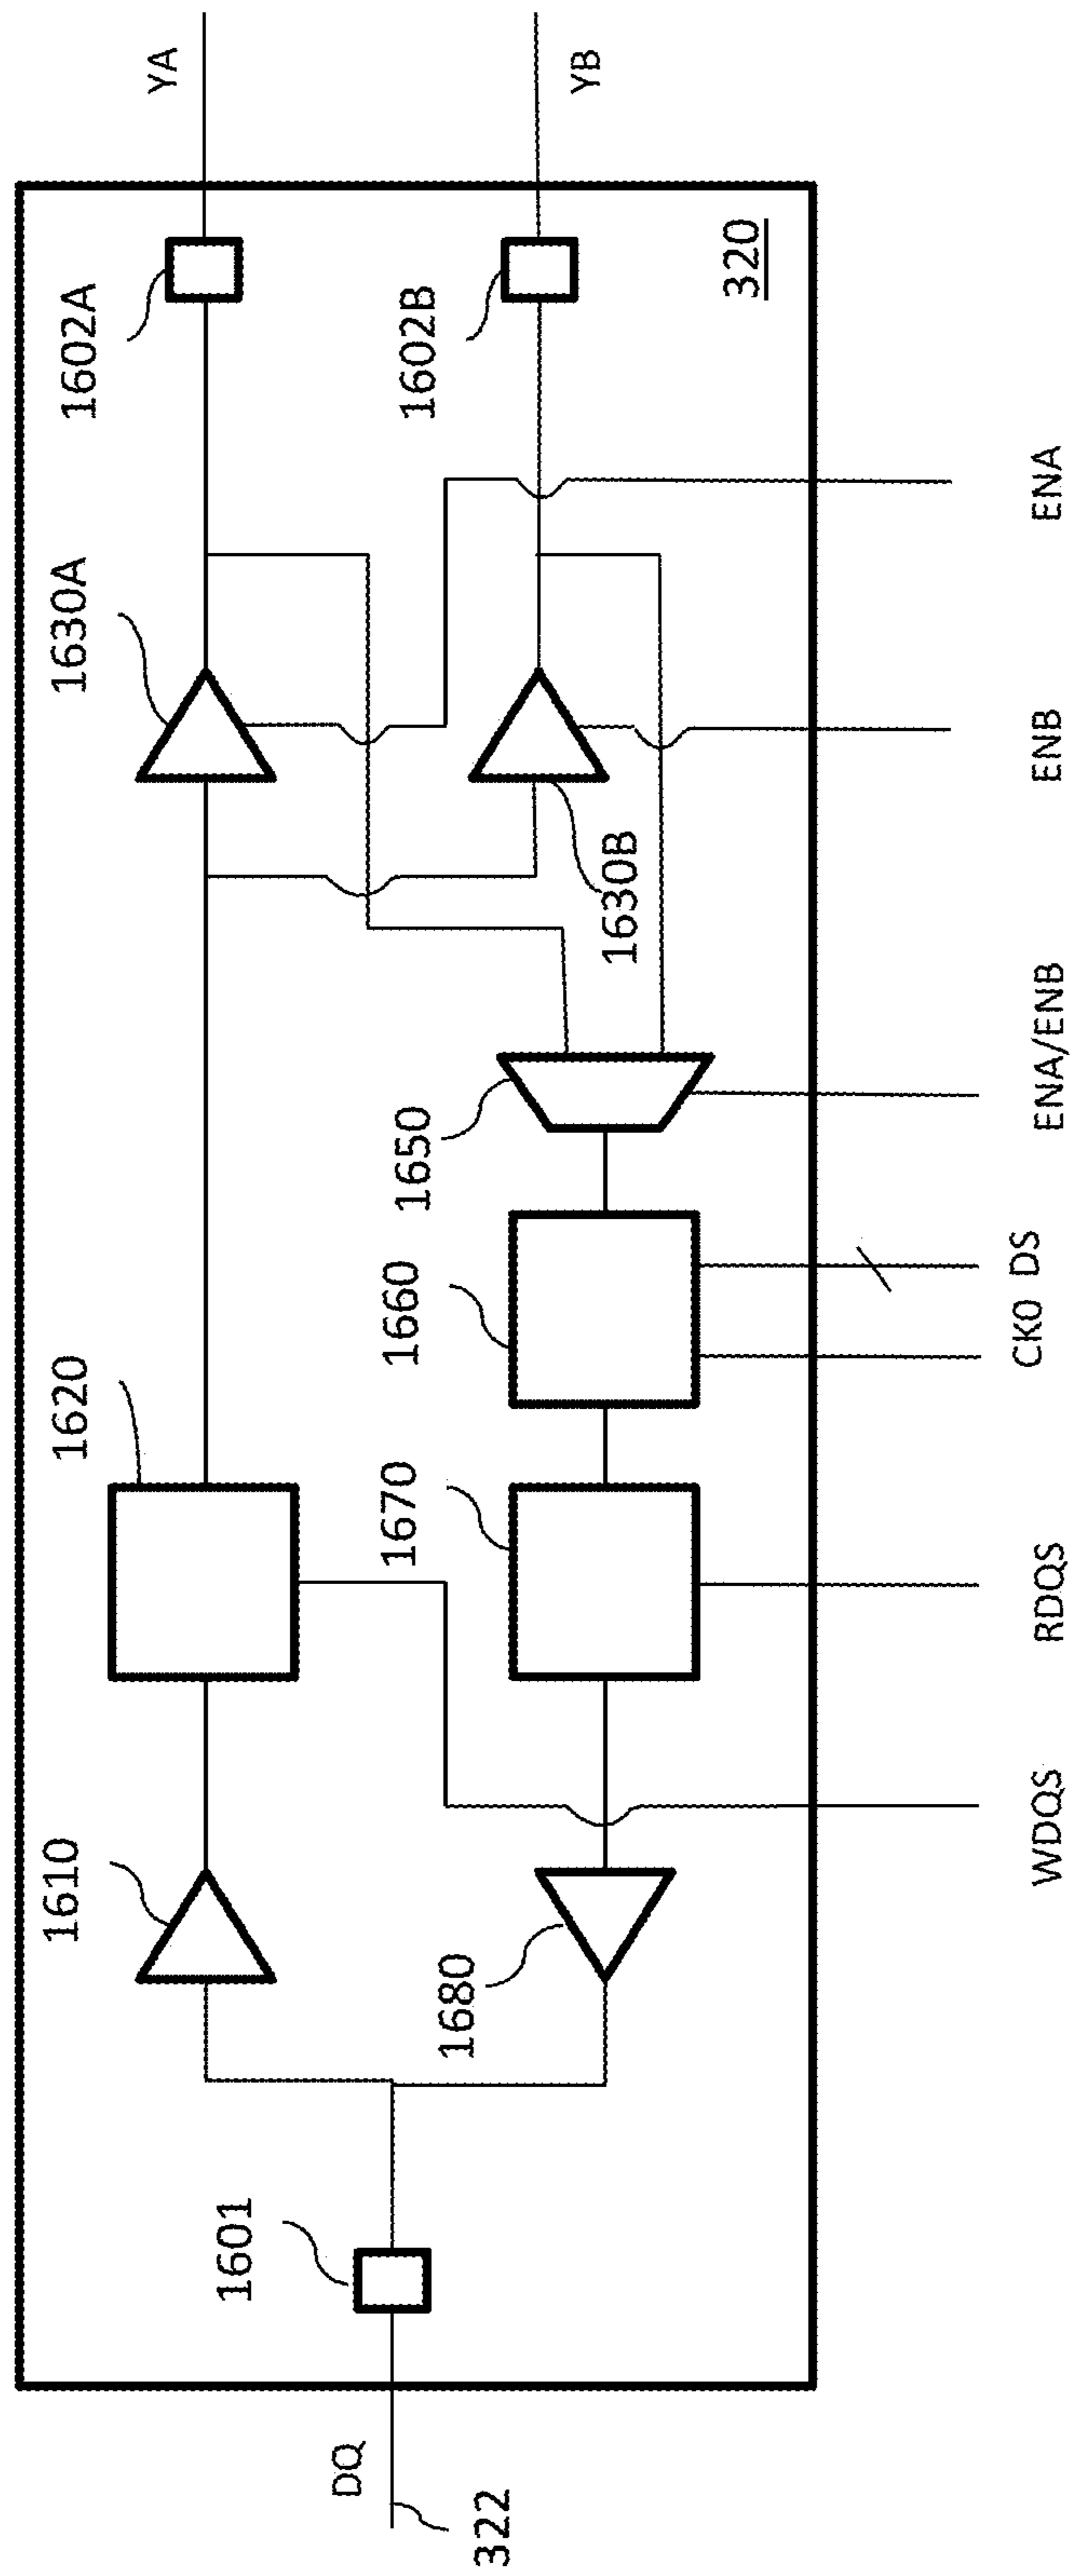 YA
YB
1602A
1602B
320
1630A
1630B
ENA
ENB
1620
1650
1660
1670
ENA/ENB
CK0 DS
RDQS
1610
1680
WDQS
1601
DQ
322